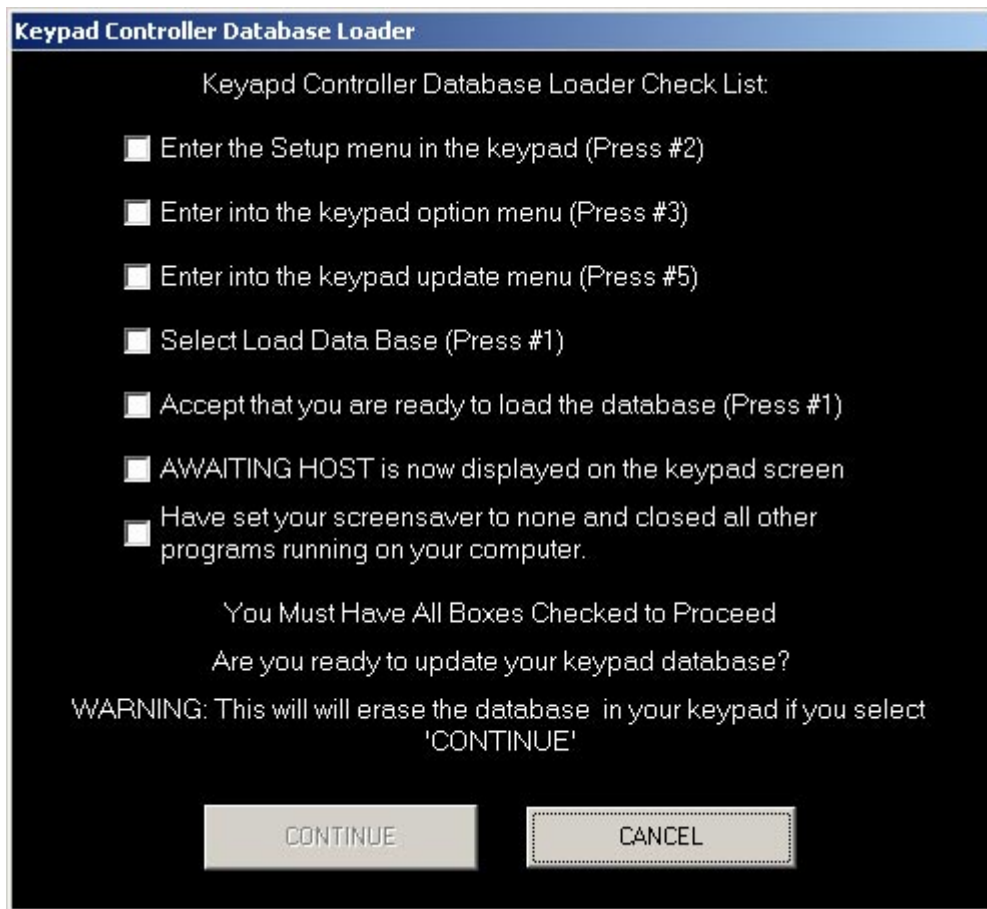 Keypad Controller Database Loader
Keyapd Controller Database Loader Check List:
Enter the Setup menu in the keypad (Press #2)
Enter into the keypad option menu (Press #3)
Enter into the keypad update menu (Press #5)
Select Load Data Base (Press #1)
Accept that you are ready to load the database (Press #1)
AWAITING HOST is now displayed on the keypad screen
Have set your screensaver to none and closed all other
programs running on your computer.
You Must Have All Boxes Checked to Proceed
Are you ready to update your keypad database?
WARNING: This will will erase the database in your keypad if you select
'CONTINUE'
CONTINUE
CANCEL